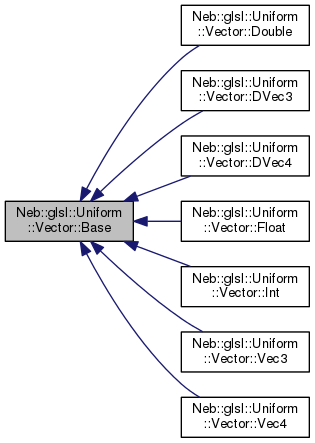 Neb::glsl::Uniform
::Vector::Double
Neb::glsl::Uniform
::Vector::DVec3
Neb::glsl::Uniform
::Vector::DVec4
Neb::glsl::Uniform
::Vector::Base
Neb::glsl::Uniform
::Vector::Float
Neb::glsl::Uniform
::Vector::Int
Neb::glsl::Uniform
::Vector::Vec3
Neb::glsl::Uniform
::Vector::Vec4